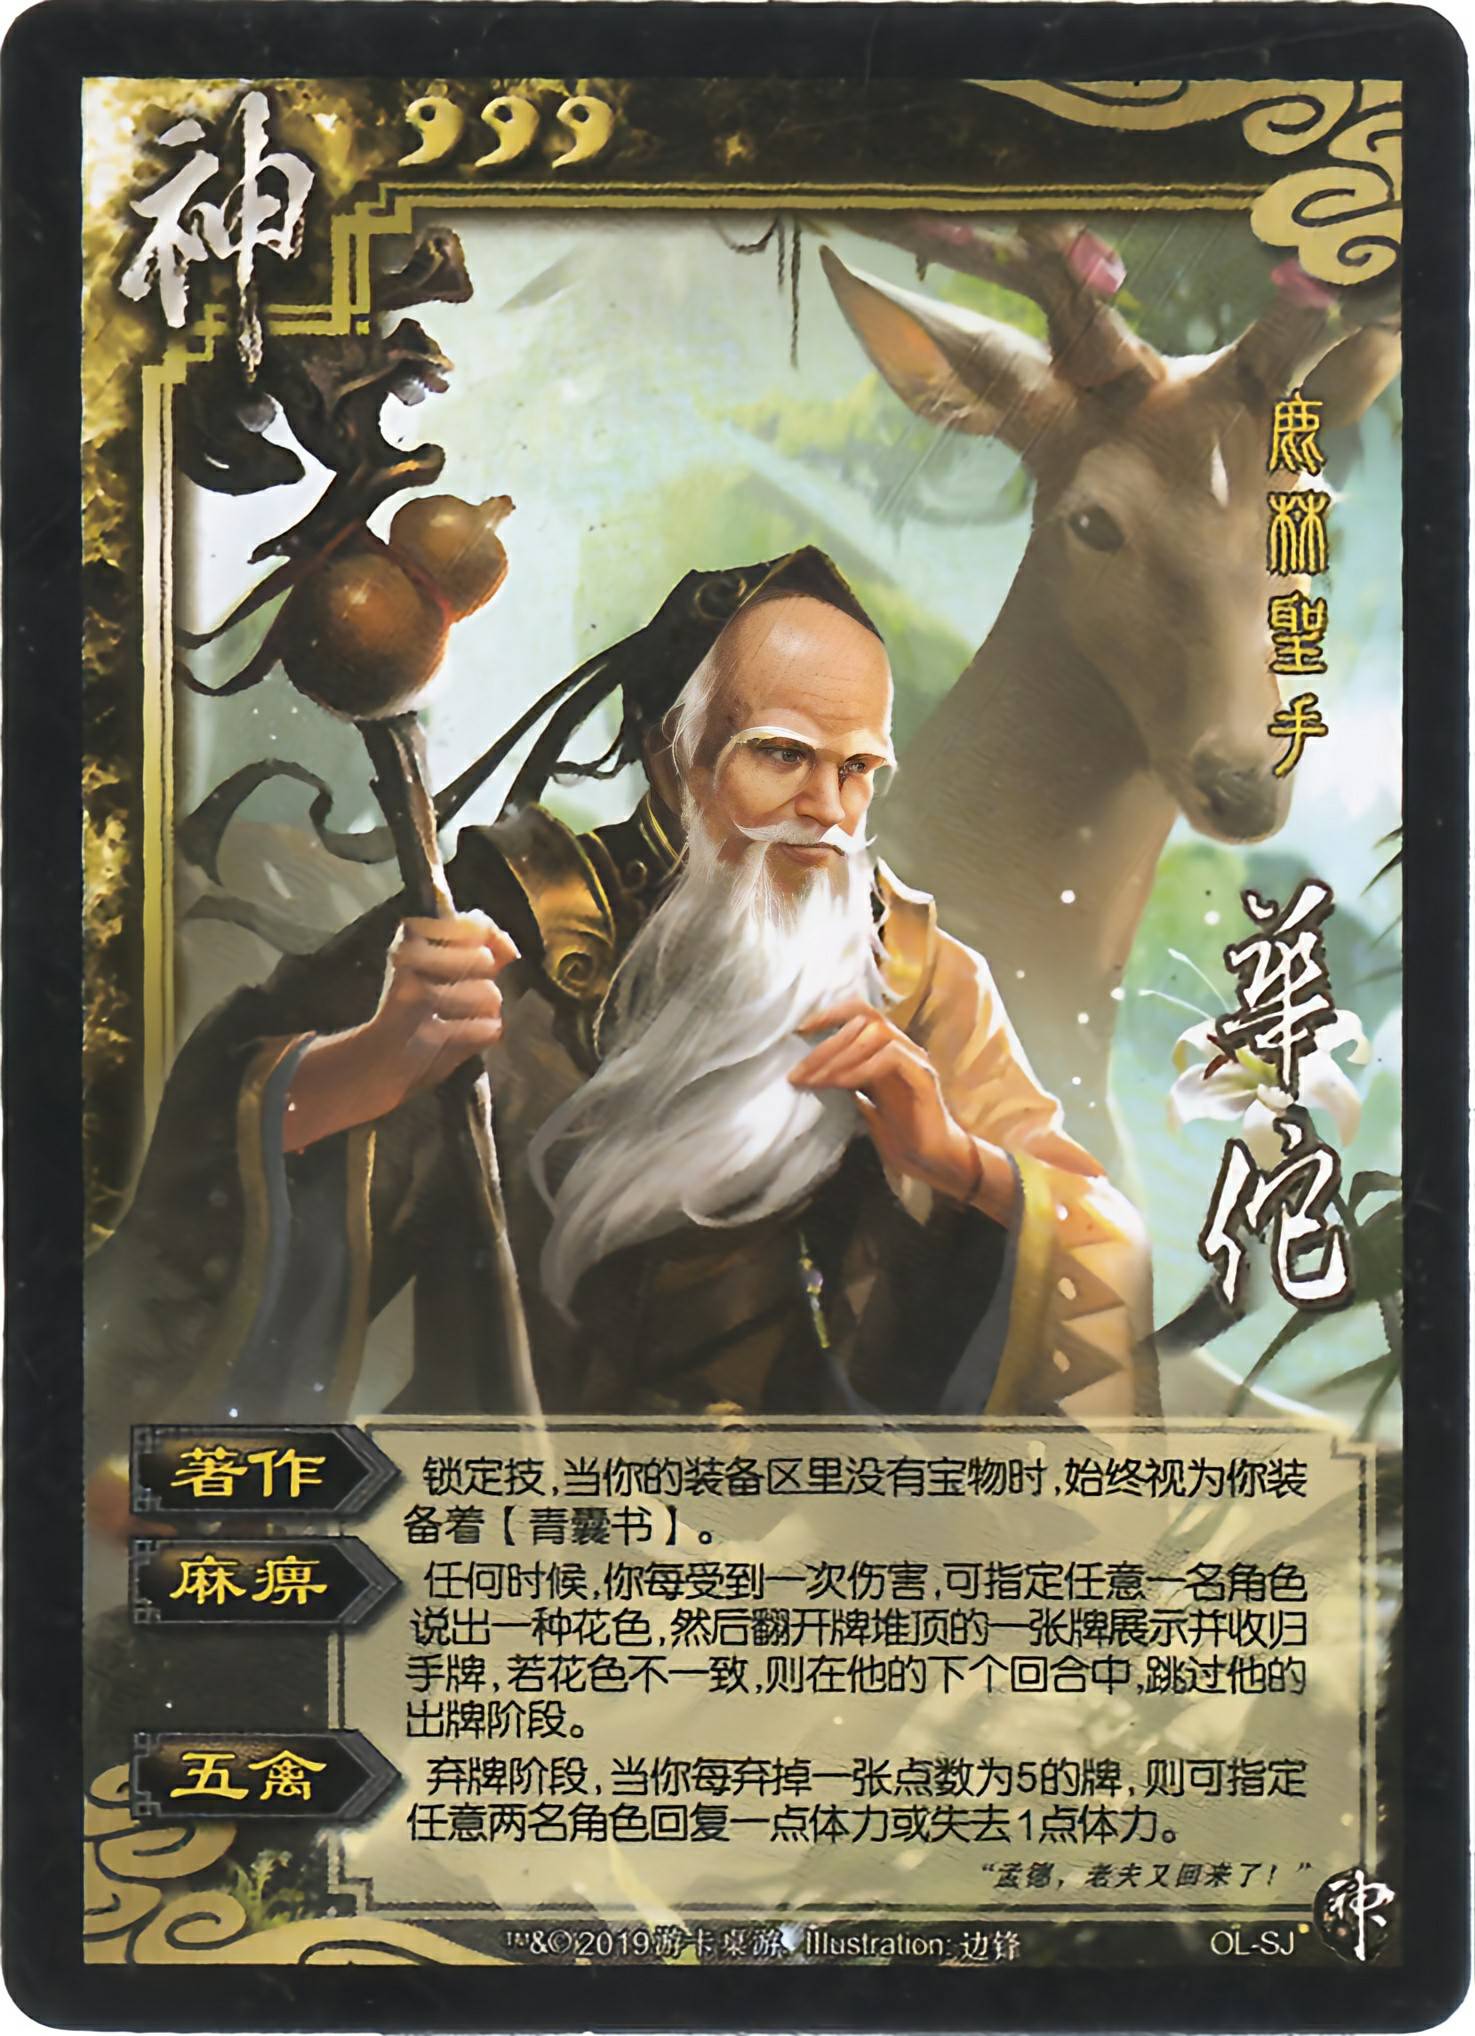 神
鹿林聖手
華佗
著作
锁定技,当你的装备区里没有宝物时,始终视为你装
备着【青囊书】。
麻痹
任何时候,你每受到一次伤害,可指定任意一名角色
说出一种花色,然后翻开牌堆顶的一张牌展示并收归
手牌,若花色不一致,则在他的下个回合中,跳过他的
出牌阶段。
五禽
弃牌阶段,当你每弃掉一张点数为5的牌,则可指定
任意两名角色回复一点体力或失去1点体力。
“孟德，老夫又回来了！”
™&©2019游卡桌游. Illustration: 边锋
OL-SJ
神